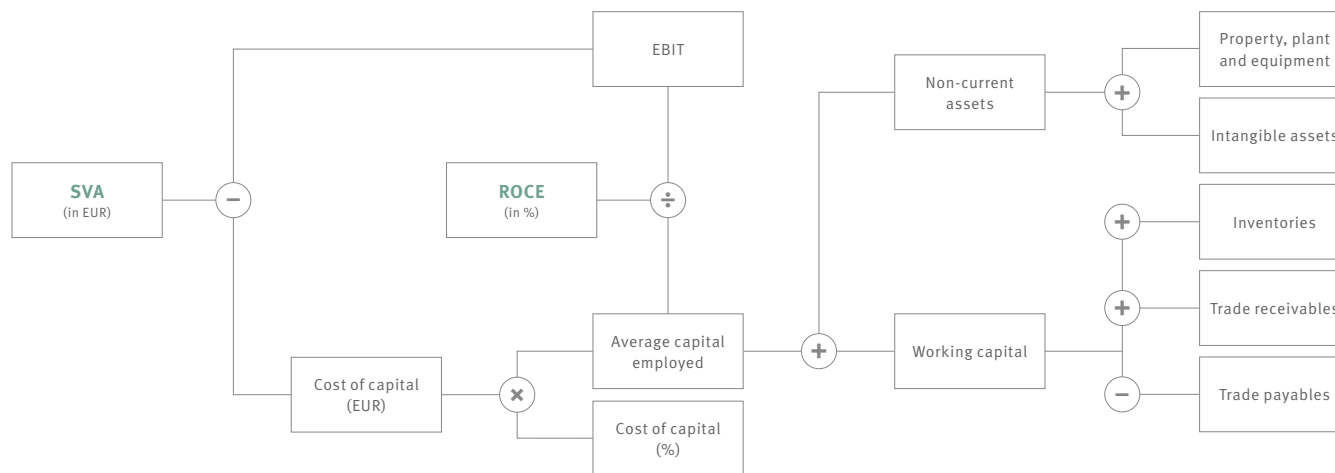 EBIT
Property, plant
and equipment
Non-current
assets
+
Intangible assets
SVA
(in EUR)
−
ROCE
(in %)
÷
+
Inventories
+
Trade receivables
Average capital
employed
+
Working capital
Cost of capital
(EUR)
×
−
Trade payables
Cost of capital
(%)